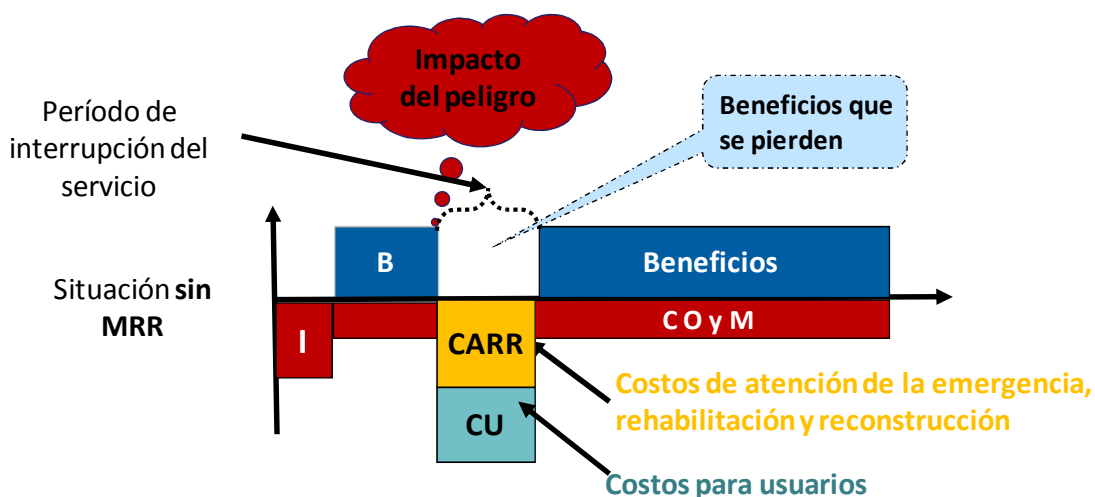 Impacto
del peligro
Período de
interrupción del
servicio
Beneficios que
se pierden
B
Beneficios
Situación sin
MRR
I
C O y M
CARR
CU
Costos de atención de la emergencia,
rehabilitación y reconstrucción
Costos para usuarios